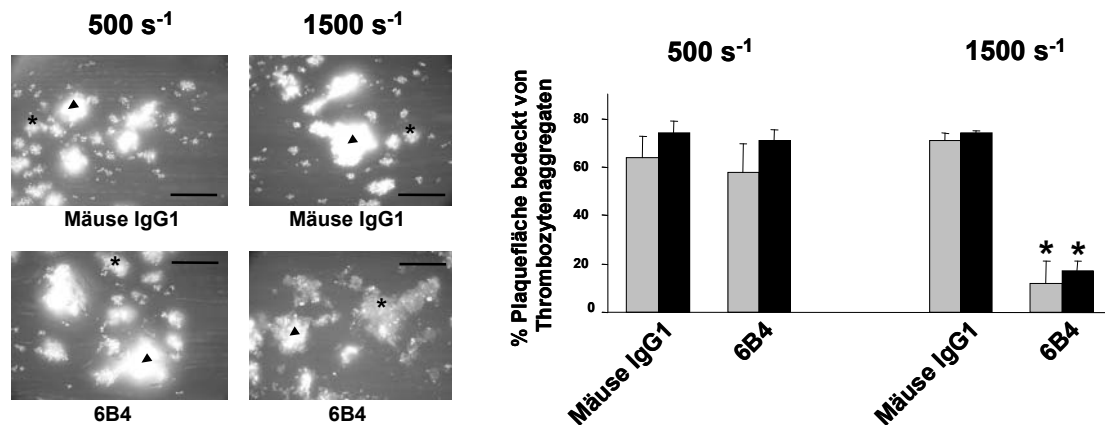 500 s-1
1500 s-1
*
*
Mäuse IgG1
Mäuse IgG1
*
*
6B4
6B4
500 s-1
1500 s-1
% Plaquefläche bedeckt von
Thrombozytenaggregaten
80
60
40
20
0
* *
Mäuse IgG1
6B4
Mäuse IgG1
6B4